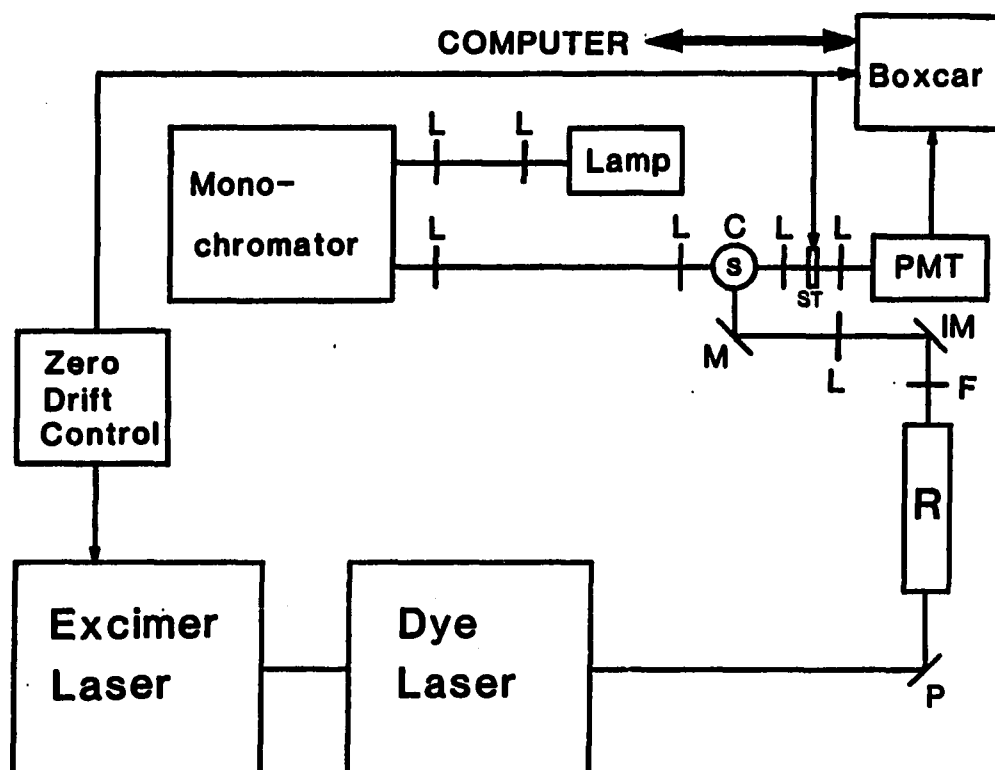 COMPUTER
Boxcar
L
L
Lamp
Mono-
chromator
L
L
C
S
L
L
ST
PMT
M
L
IM
F
Zero
Drift
Control
R
Excimer
Laser
Dye
Laser
P